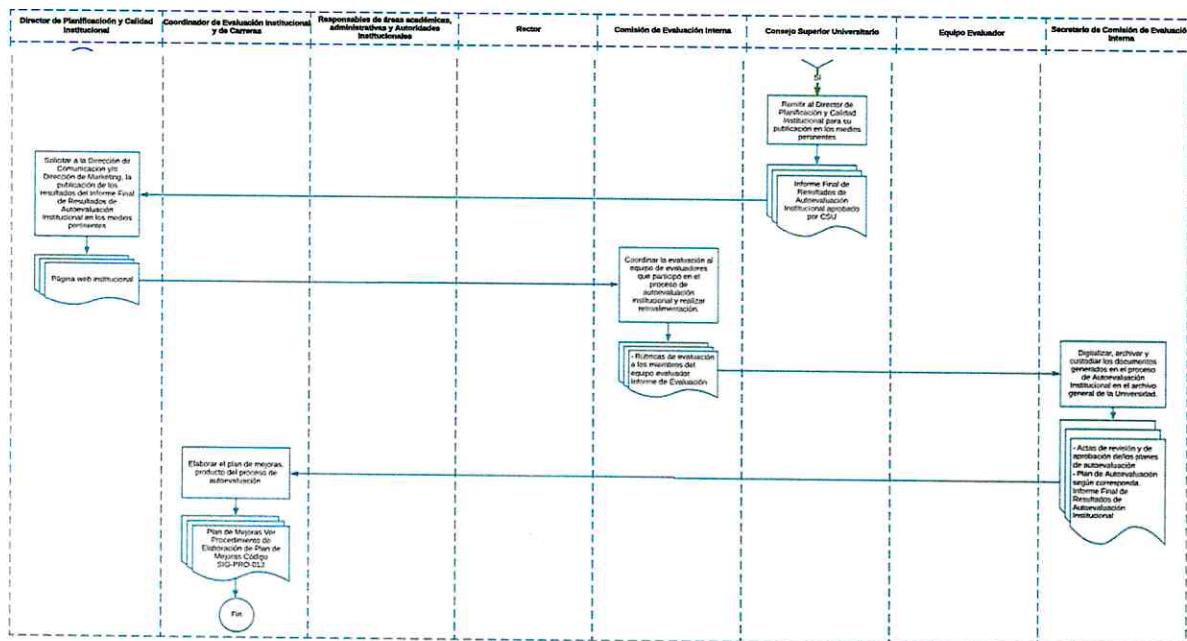 Director de Planificación y Calidad
Institucional
Coordinador de Evaluación Institucional
y de Carreras
Responsables de áreas académicas,
administrativas y Autoridades
Institucionales
Rector
Comisión de Evaluación Interna
Consejo Superior Universitario
Equipo Evaluador
Secretario de Comisión de Evaluación
Interna
SI
Remitir al Director de
Planificación y Calidad
Institucional para su
publicación en los medios
pertinentes
Informe Final de
Resultados de
Autoevaluación
Institucional aprobado
por CSU
Solicitar a la Dirección de
Comunicación y/o
Dirección de Marketing, la
publicación de los
resultados del Informe Final
de Resultados de
Autoevaluación
Institucional en los medios
pertinentes
Página web institucional
Coordinar la evaluación al
equipo de evaluadores
que participó en el
proceso de
autoevaluación
institucional y realizar
retroalimentación.
- Rúbricas de evaluación
a los miembros del
equipo evaluador
Informe de Evaluación
Digitalizar, archivar y
custodiar los documentos
generados en el proceso
de Autoevaluación
Institucional en el archivo
general de la Universidad.
- Actas de revisión y de
aprobación de los planes
de autoevaluación
- Plan de Autoevaluación
según corresponda.
Informe Final de
Resultados de
Autoevaluación
Institucional
Elaborar el plan de mejoras,
producto del proceso de
autoevaluación
Plan de Mejoras Ver
Procedimiento de
Elaboración de Plan de
Mejoras Código
SIG-PRO-013
Fin